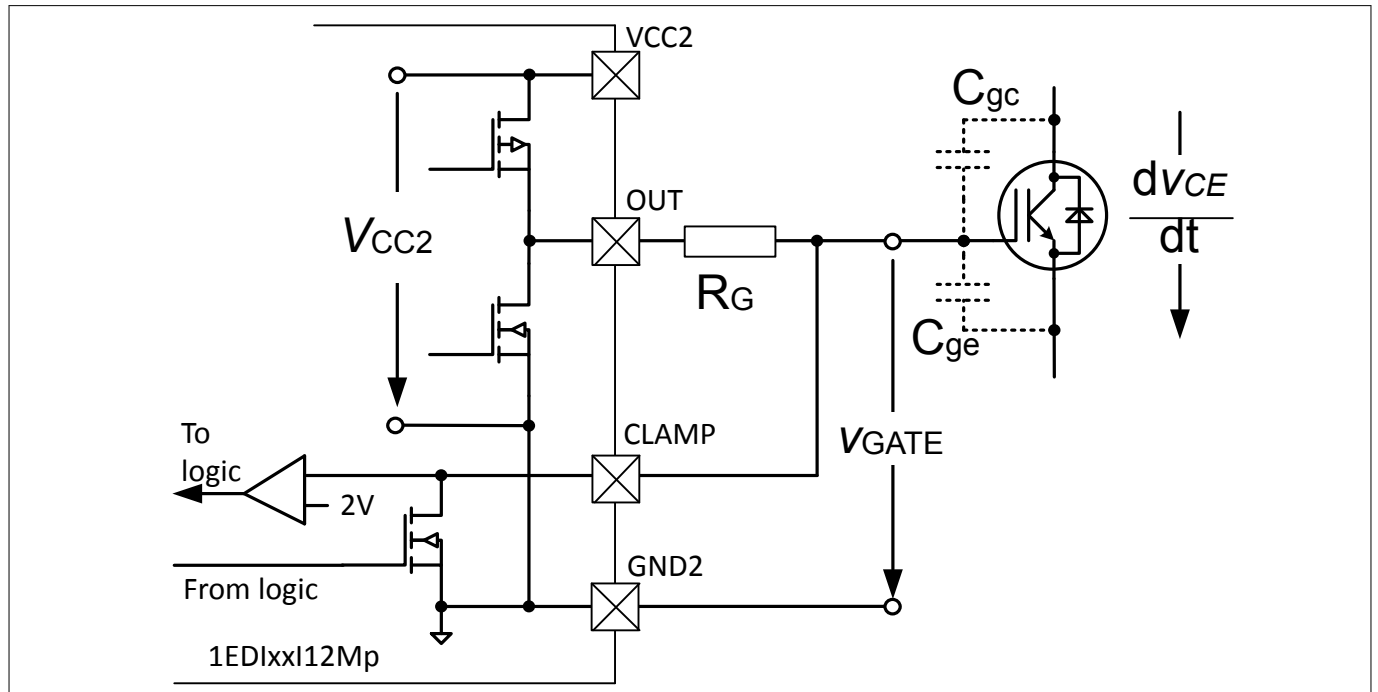 VCC2
Cgc
OUT
dvCE
dt
VCC2
RG
Cge
To
logic
CLAMP
vGATE
2V
GND2
From logic
1EDIxxI12Mp